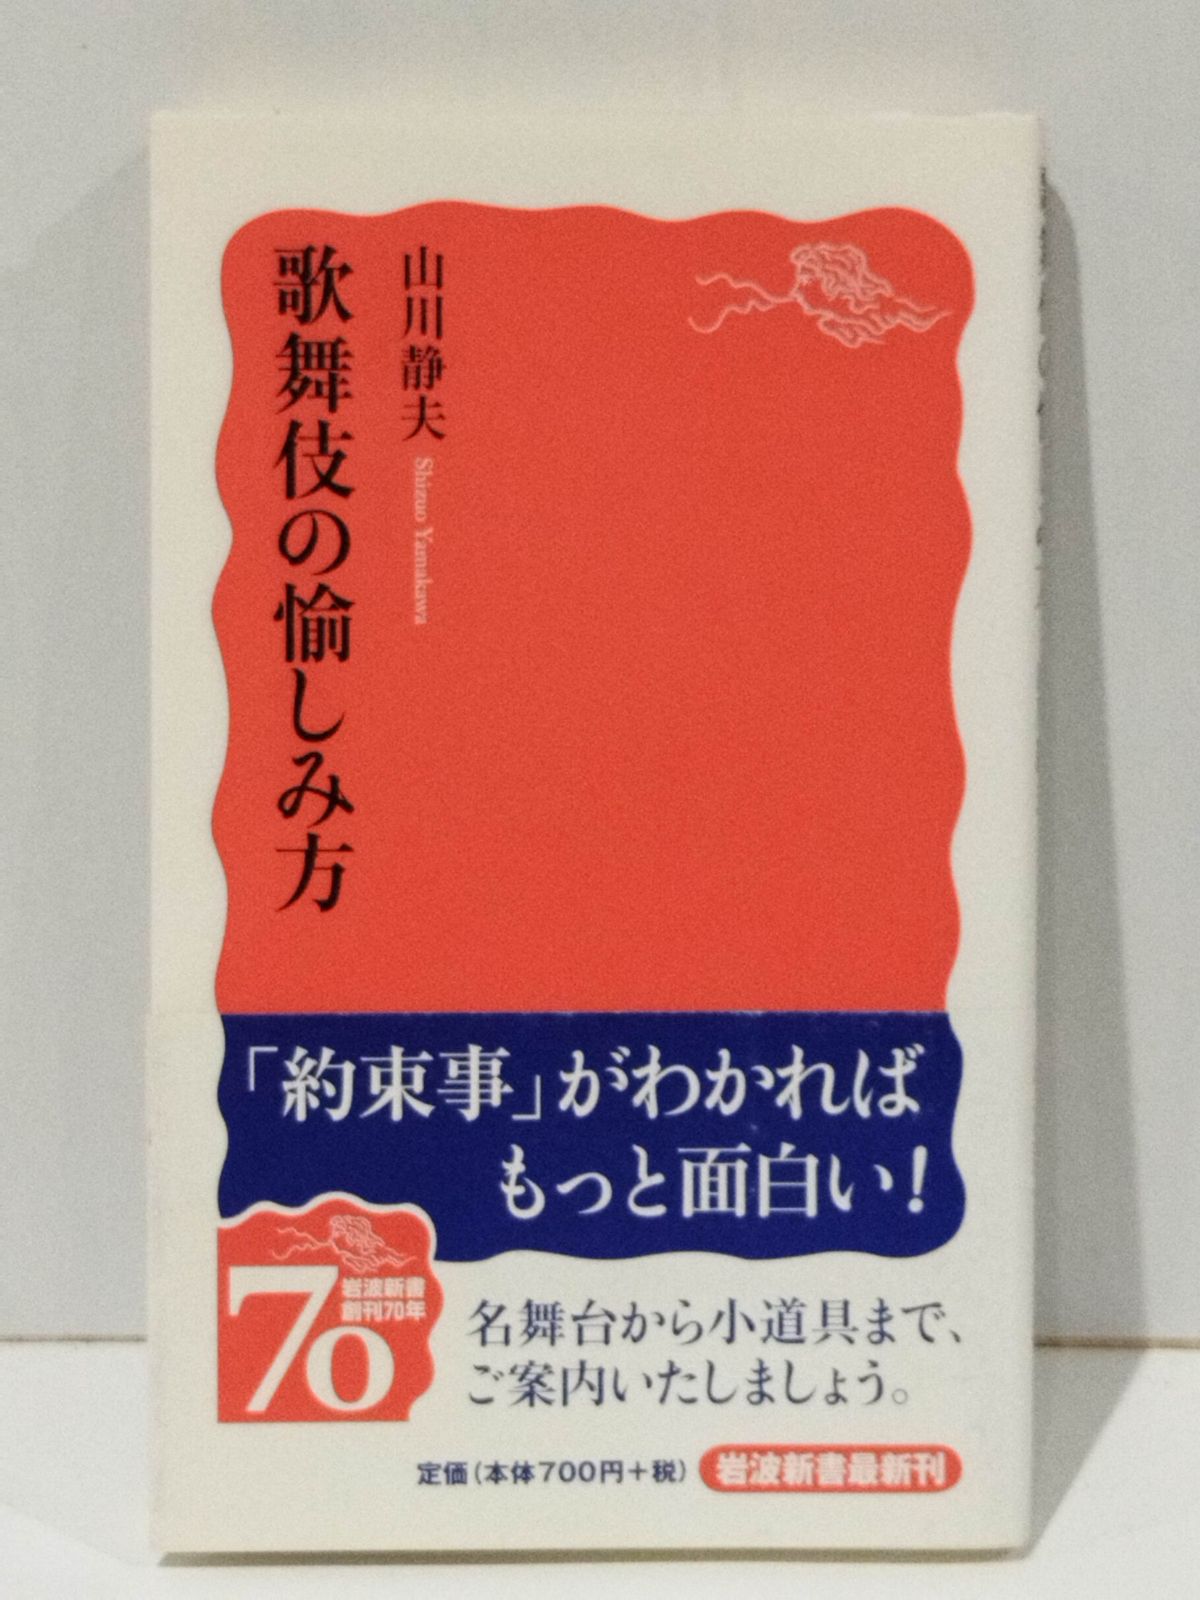 山川静夫 Shizuo Yamakawa
歌舞伎の愉しみ方
「約束事」がわかれば
もっと面白い!
岩波新書
創刊70年
70
名舞台から小道具まで、
ご案内いたしましょう。
定価(本体700円+税)
岩波新書最新刊